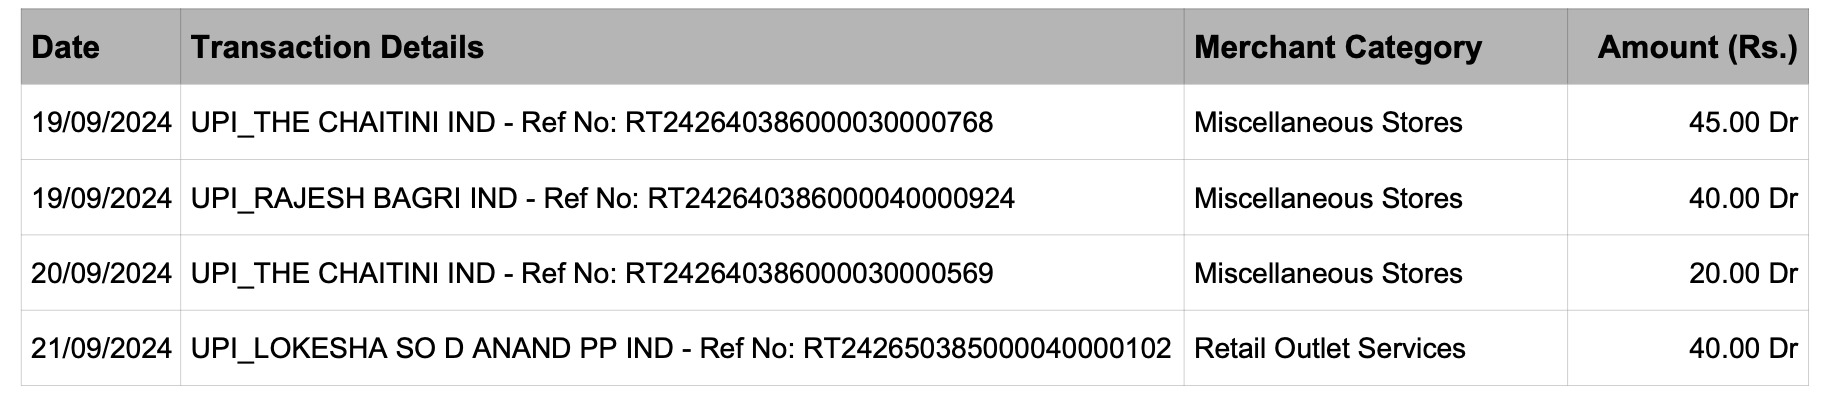 Date Transaction Details Merchant Category Amount (Rs.)
19/09/2024 UPI_THE CHAITINI IND - Ref No: RT242640386000030000768 Miscellaneous Stores 45.00 Dr
19/09/2024 UPI_RAJESH BAGRI IND - Ref No: RT242640386000040000924 Miscellaneous Stores 40.00 Dr
20/09/2024 UPI_THE CHAITINI IND - Ref No: RT242640386000030000569 Miscellaneous Stores 20.00 Dr
21/09/2024 UPI_LOKESHA SO D ANAND PP IND - Ref No: RT242650385000040000102 Retail Outlet Services 40.00 Dr